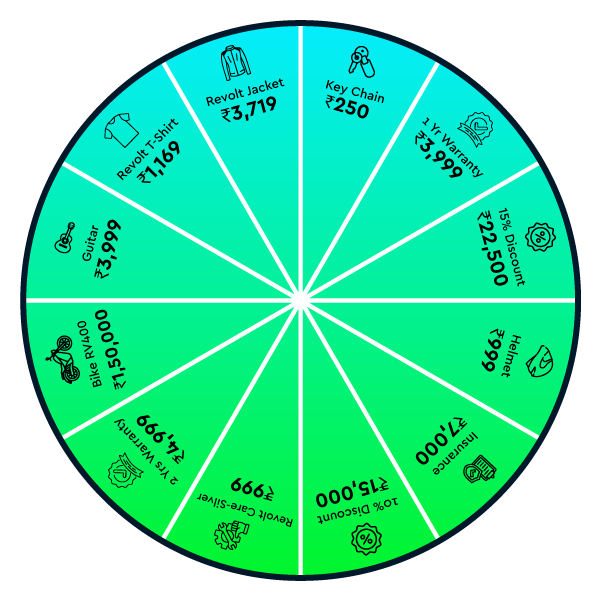 Key Chain
₹250
1 Yr Warranty
₹3,999
15% Discount
₹22,500
Helmet
₹999
Insurance
₹7,000
10% Discount
₹15,000
Revolt Care-Silver
₹999
2 Yrs Warranty
₹4,999
Bike RV400
₹1,50,000
Guitar
₹3,999
Revolt T-Shirt
₹1,169
Revolt Jacket
₹3,719